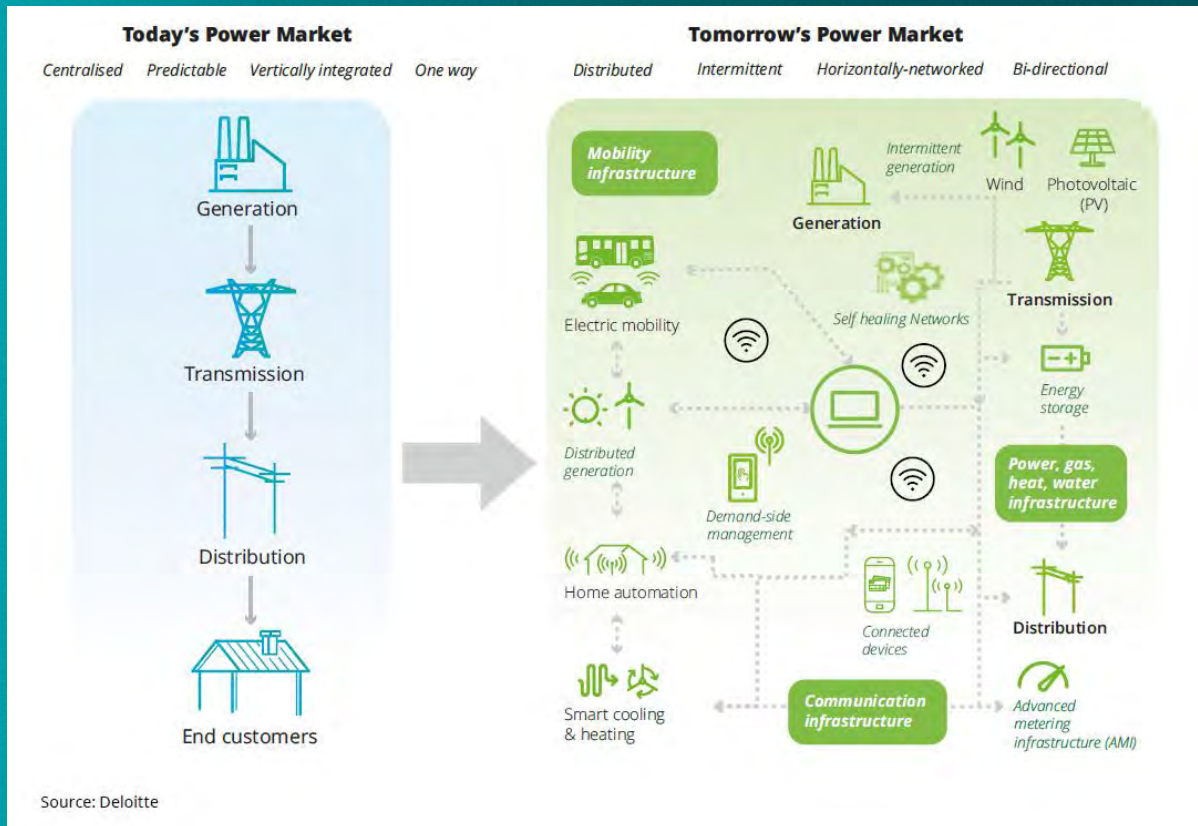 Today's Power Market
Centralised Predictable Vertically integrated One way
Generation
Transmission
Distribution
End customers
Tomorrow's Power Market
Distributed Intermittent Horizontally-networked Bi-directional
Mobility
infrastructure
Intermittent
generation
Wind
Photovoltaic
(PV)
Generation
Electric mobility
Self healing Networks
Transmission
Energy
storage
Distributed
generation
Demand-side
management
Power, gas,
heat, water
infrastructure
Home automation
Connected
devices
Distribution
Smart cooling
& heating
Communication
infrastructure
Advanced
metering
infrastructure (AMI)
Source: Deloitte